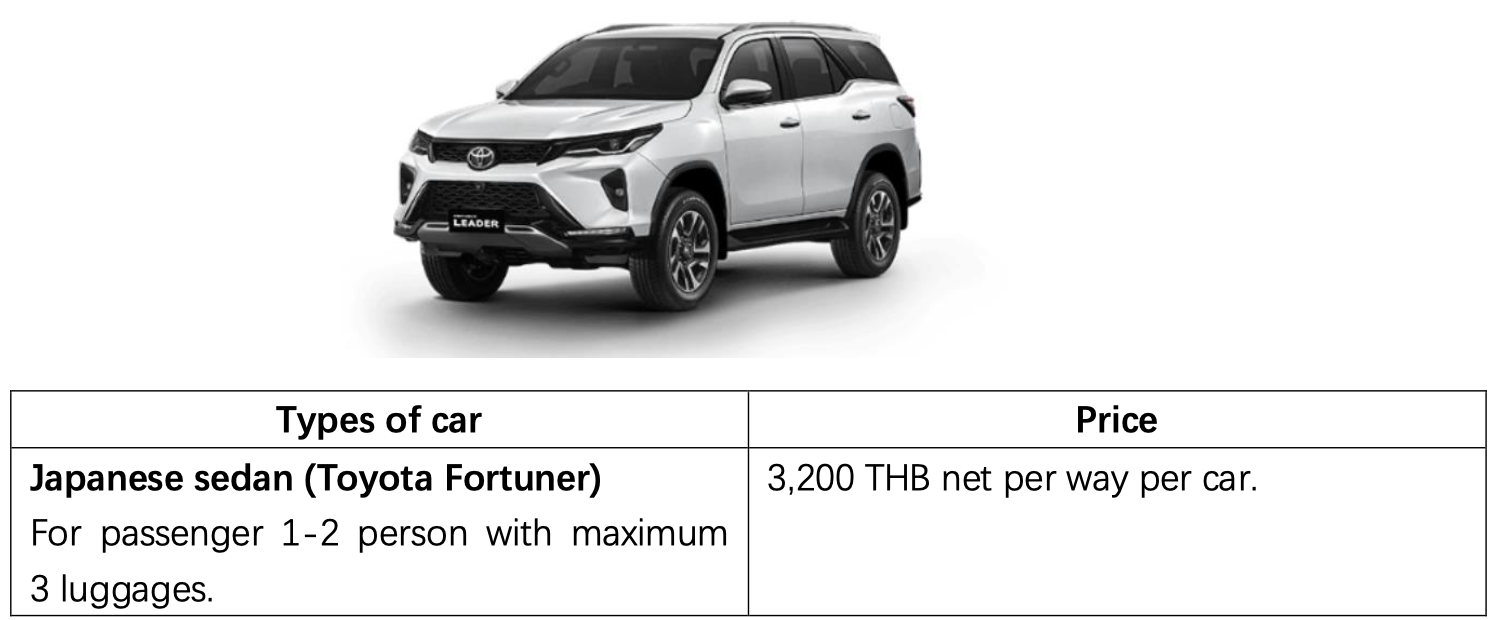 LEADER
Types of car
Price
Japanese sedan (Toyota Fortuner)
For passenger 1-2 person with maximum
3 luggages.
3,200 THB net per way per car.